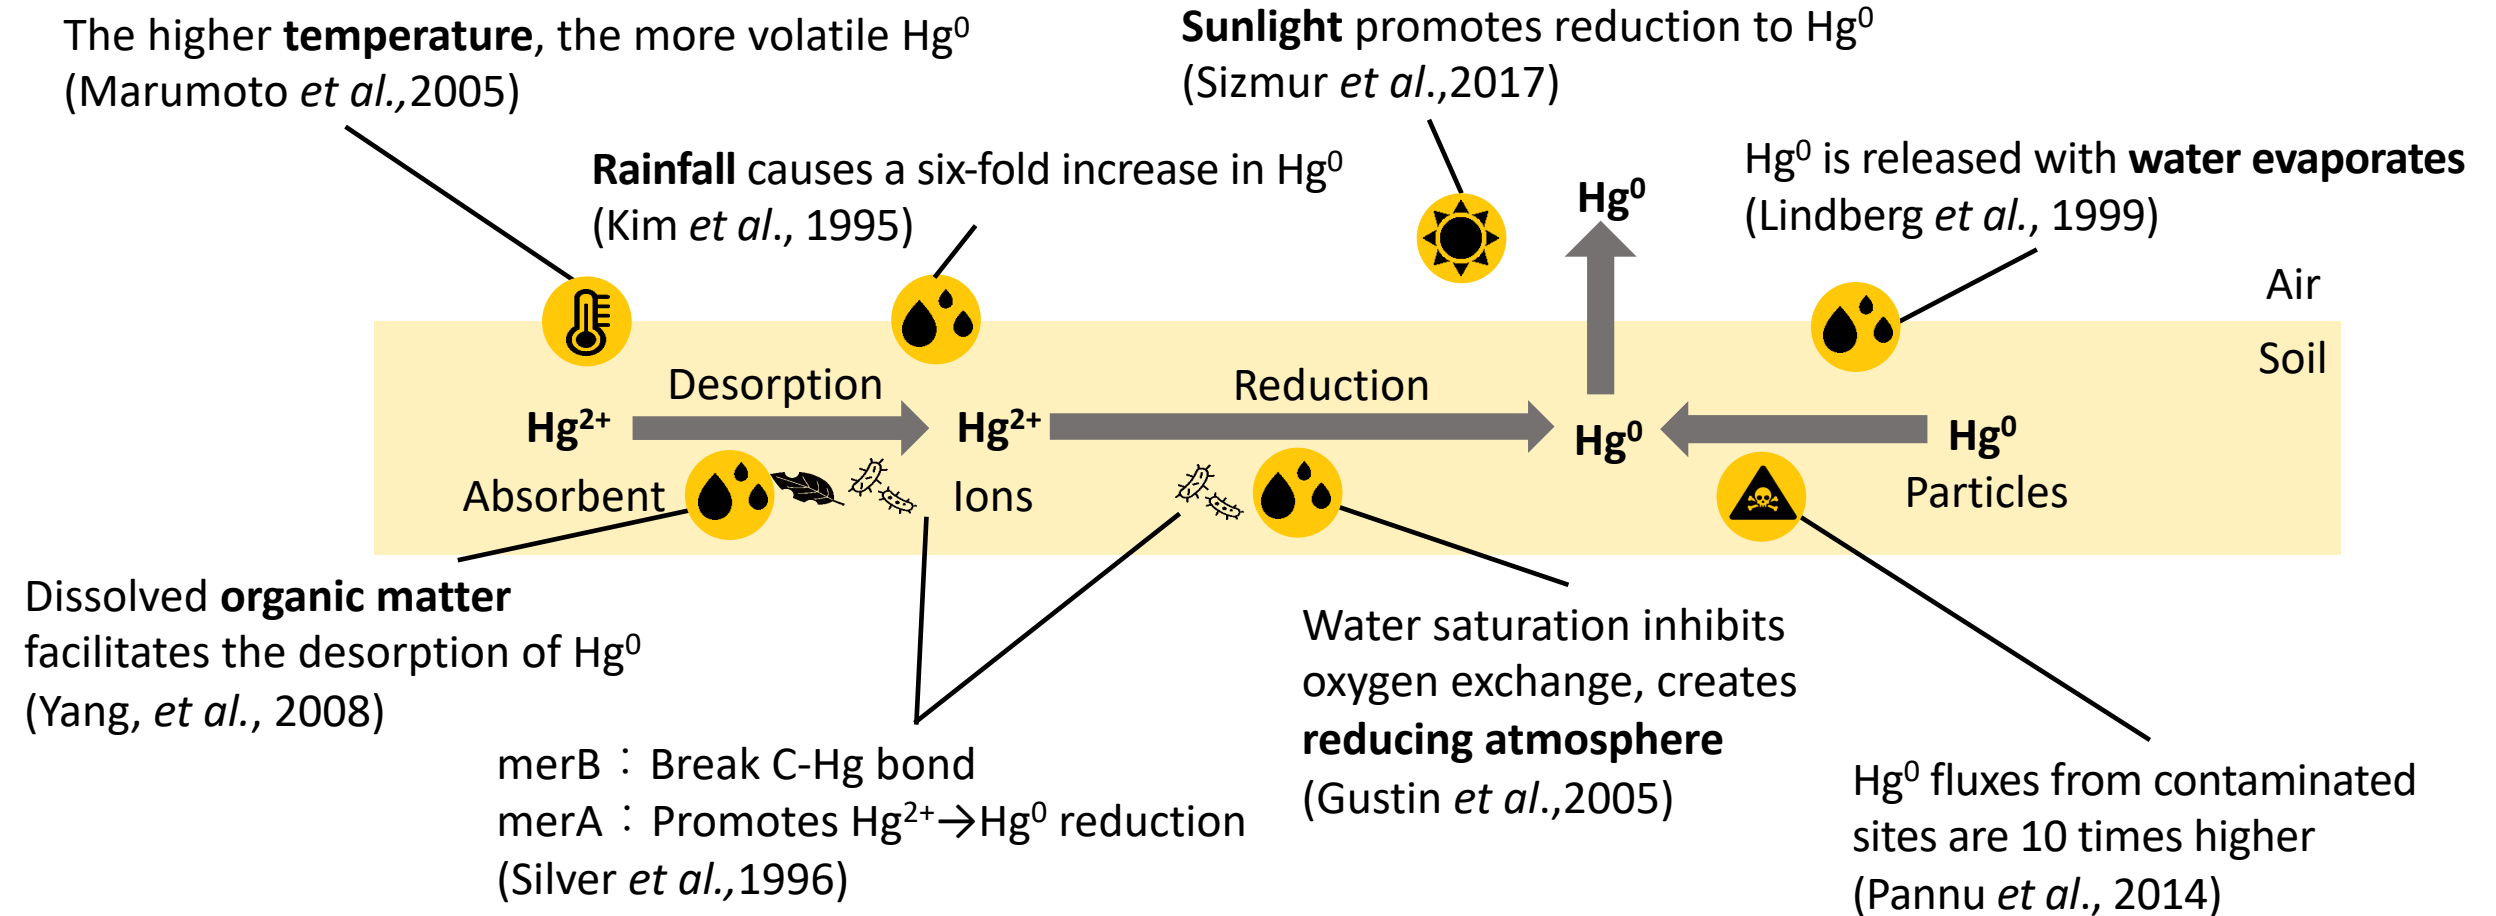 The higher temperature, the more volatile Hg⁰
(Marumoto et al.,2005)
Sunlight promotes reduction to Hg⁰
(Sizmur et al.,2017)
Rainfall causes a six-fold increase in Hg⁰
(Kim et al., 1995)
Hg⁰ is released with water evaporates
(Lindberg et al., 1999)
Hg⁰
Air
Soil
Desorption
Reduction
Hg²⁺
Hg²⁺
Hg⁰
Hg⁰
Absorbent
Ions
Particles
Dissolved organic matter
facilitates the desorption of Hg⁰
(Yang, et al., 2008)
merB：Break C-Hg bond
merA：Promotes Hg²⁺→Hg⁰ reduction
(Silver et al.,1996)
Water saturation inhibits
oxygen exchange, creates
reducing atmosphere
(Gustin et al.,2005)
Hg⁰ fluxes from contaminated
sites are 10 times higher
(Pannu et al., 2014)